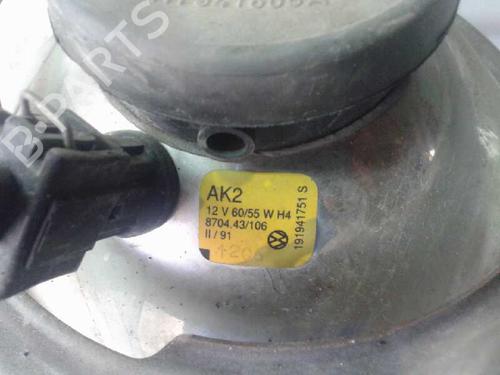 B-PARTS
AK2
12 V 60/55 W H4
8704.43/106
II / 91
191941751 S